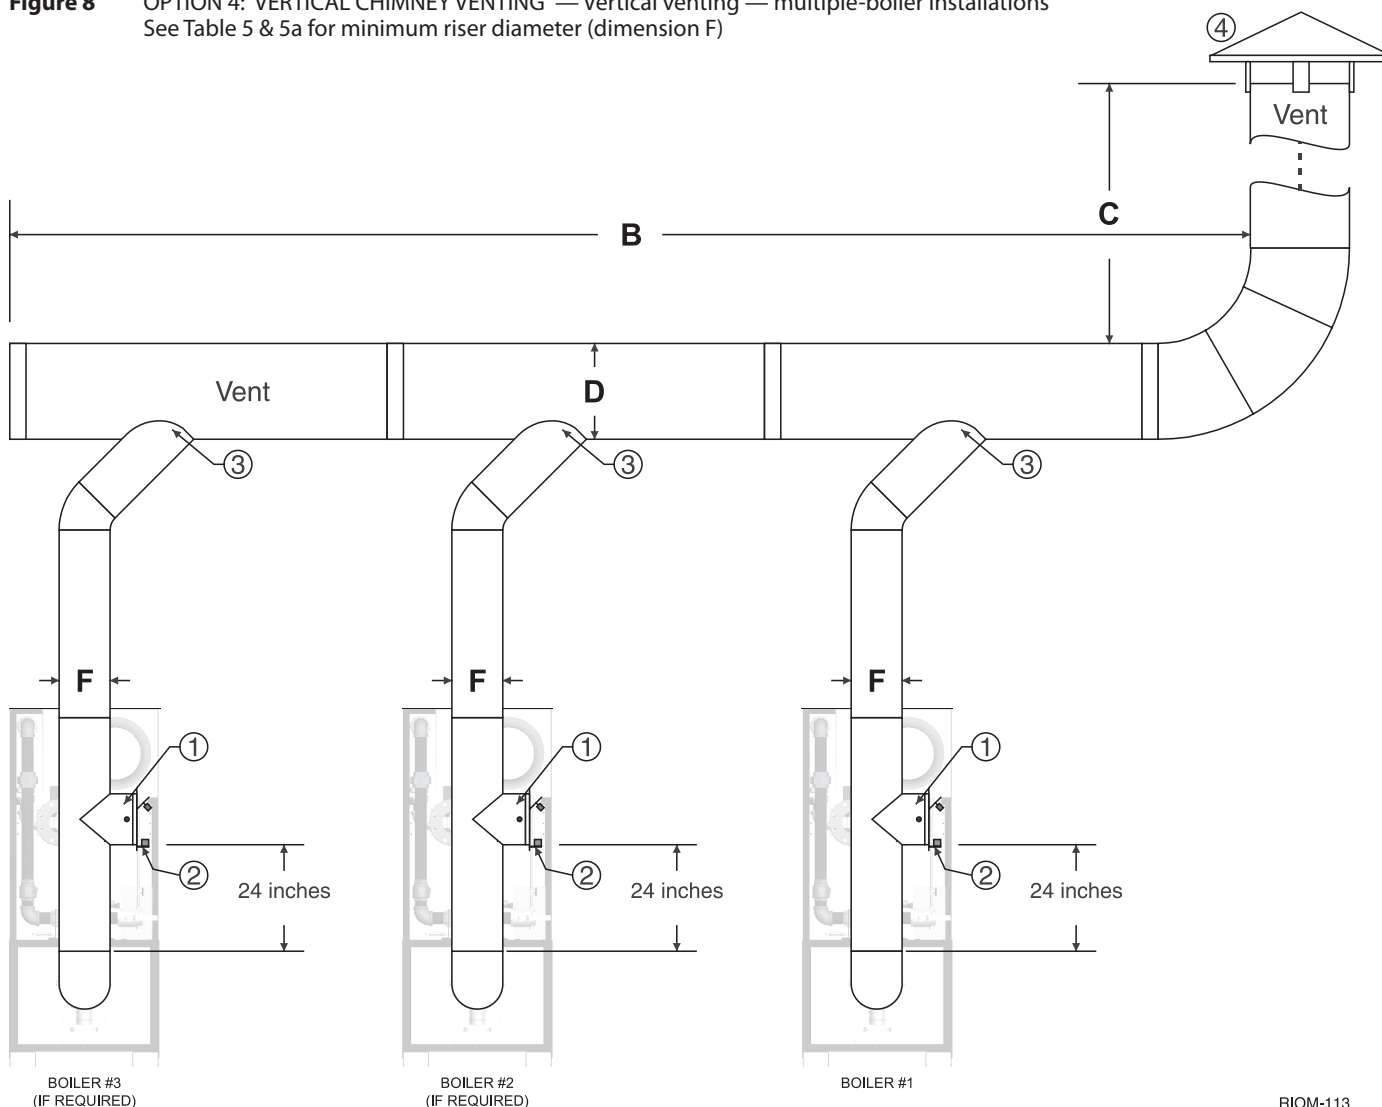 Figure 8 OPTION 4: VERTICAL CHIMNEY VENTING — Vertical venting — multiple-boiler installations
See Table 5 & 5a for minimum riser diameter (dimension F)
4
Vent
C
B
Vent
D
3
3
3
F
F
F
1
1
1
2
2
2
24 inches
24 inches
24 inches
BOILER #3
(IF REQUIRED)
BOILER #2
(IF REQUIRED)
BOILER #1
RIOM-113